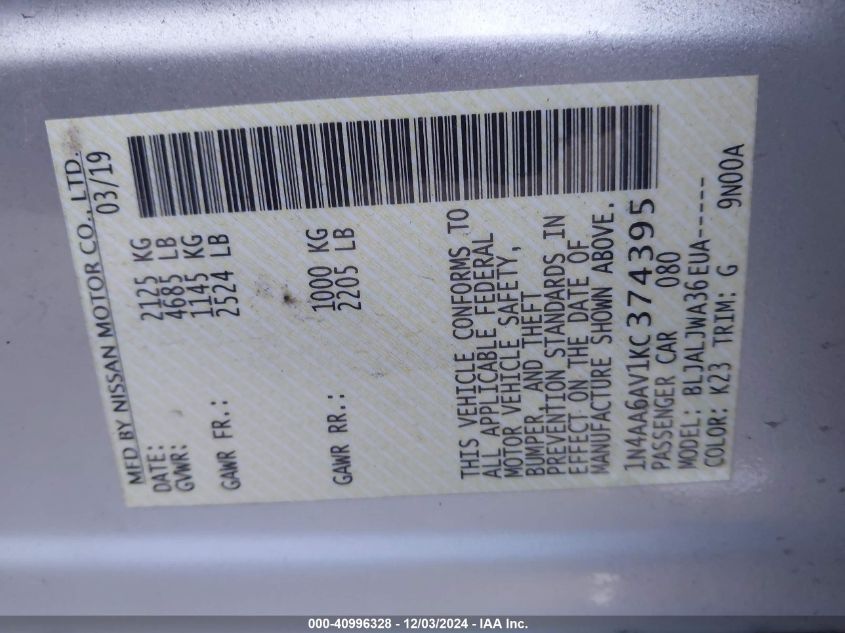 MFD BY NISSAN MOTOR CO., LTD.
DATE: 03/19
GVWR: 2125 KG
4685 LB
GAWR FR.: 1145 KG
2524 LB
GAWR RR.: 1000 KG
2205 LB
THIS VEHICLE CONFORMS TO
ALL APPLICABLE FEDERAL
MOTOR VEHICLE SAFETY,
BUMPER, AND THEFT
PREVENTION STANDARDS IN
EFFECT ON THE DATE OF
MANUFACTURE SHOWN ABOVE.
1N4AA6AV1KC374395
PASSENGER CAR 080
MODEL: BLJALJWA36EUA-----
COLOR: K23 TRIM: G 9N00A
000-40996328 - 12/03/2024 - IAA Inc.